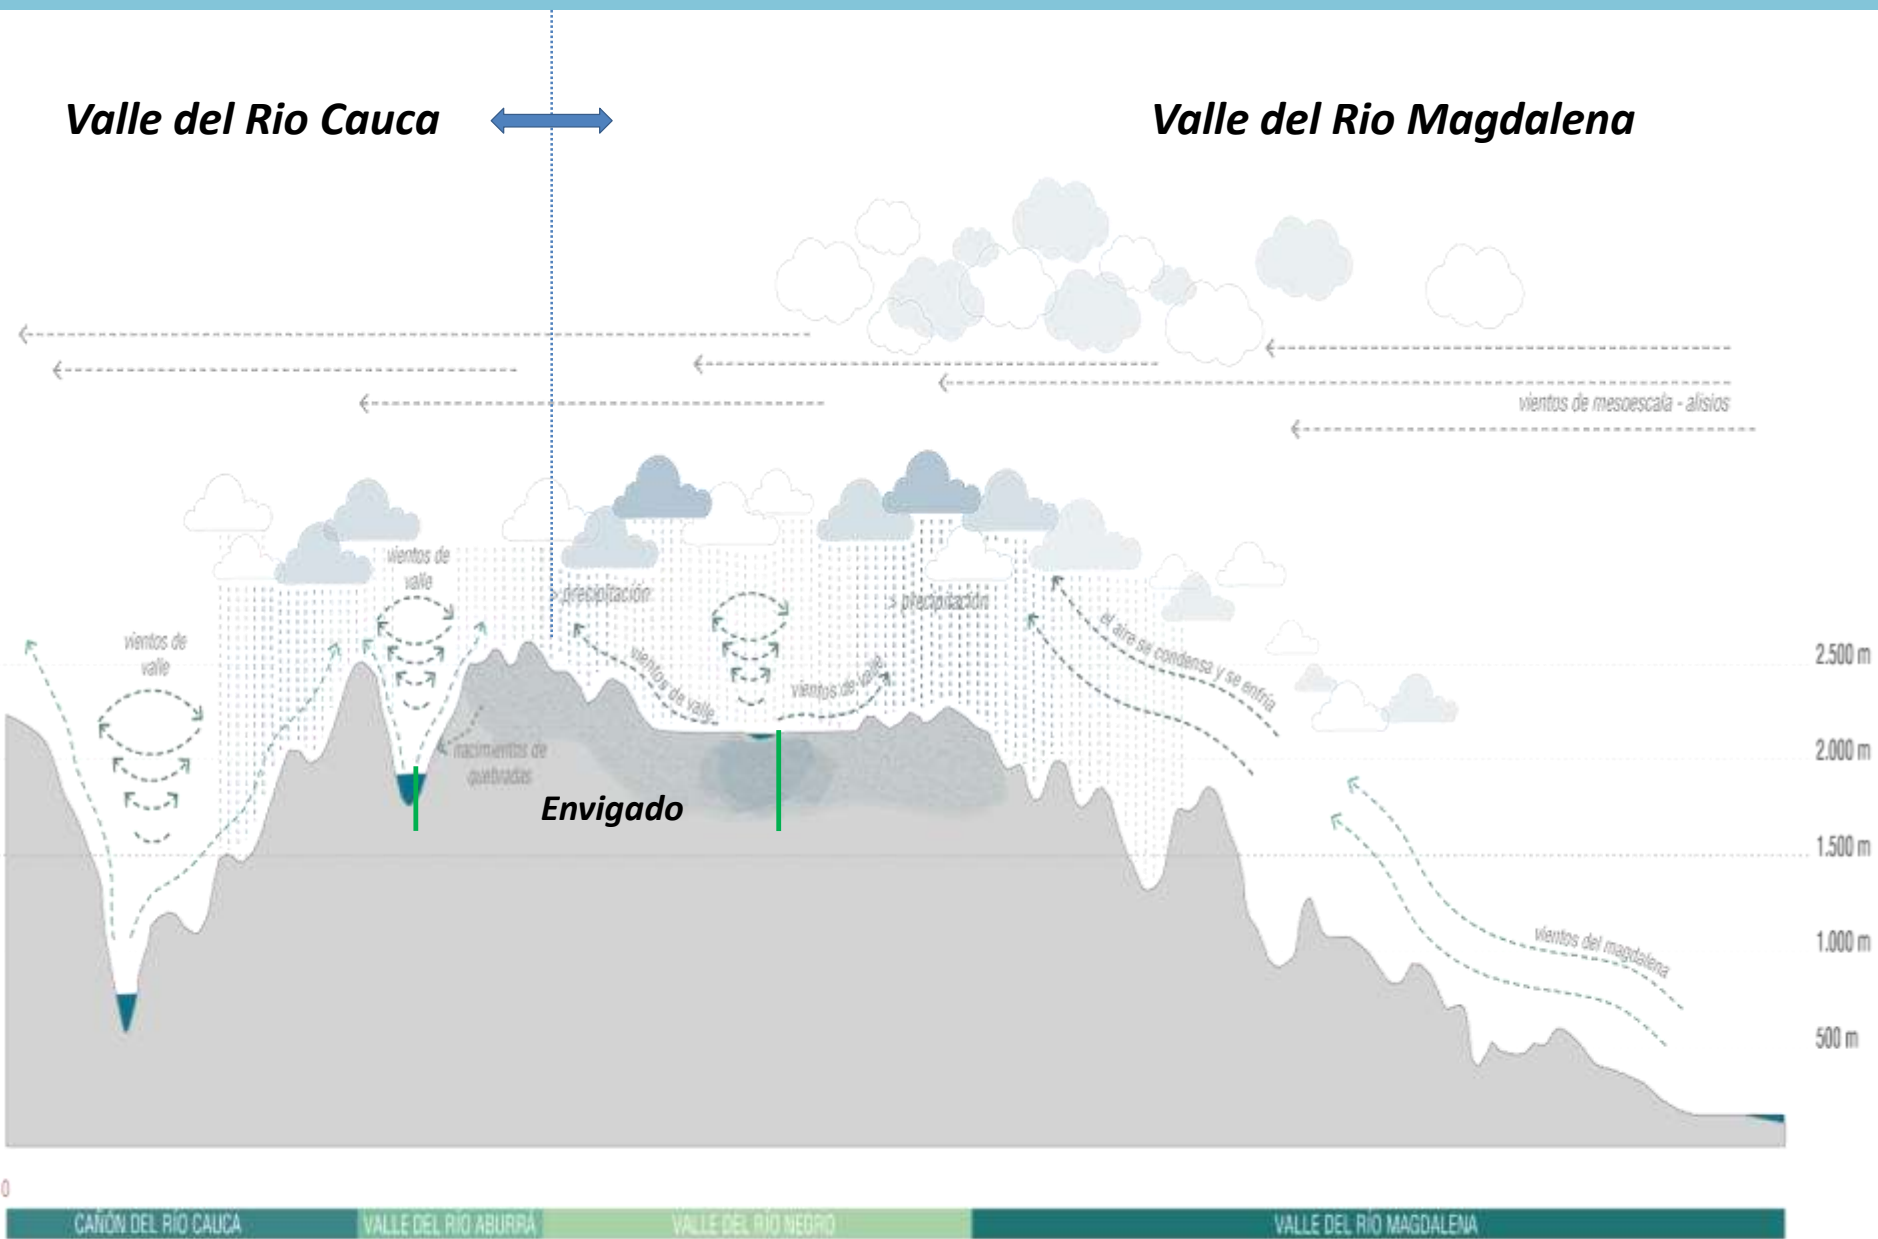 Valle del Rio Cauca
Valle del Rio Magdalena
vientos de mesoescala - alisios
vientos de
valle
> precipitación
> precipitación
el aire se condensa y se enfría
vientos de
valle
vientos de valle
vientos de valle
2.500 m
nacimientos de
quebradas
2.000 m
Envigado
1.500 m
vientos del magdalena
1.000 m
500 m
0
CAÑÓN DEL RÍO CAUCA
VALLE DEL RÍO ABURRÁ
VALLE DEL RÍO NEGRO
VALLE DEL RÍO MAGDALENA